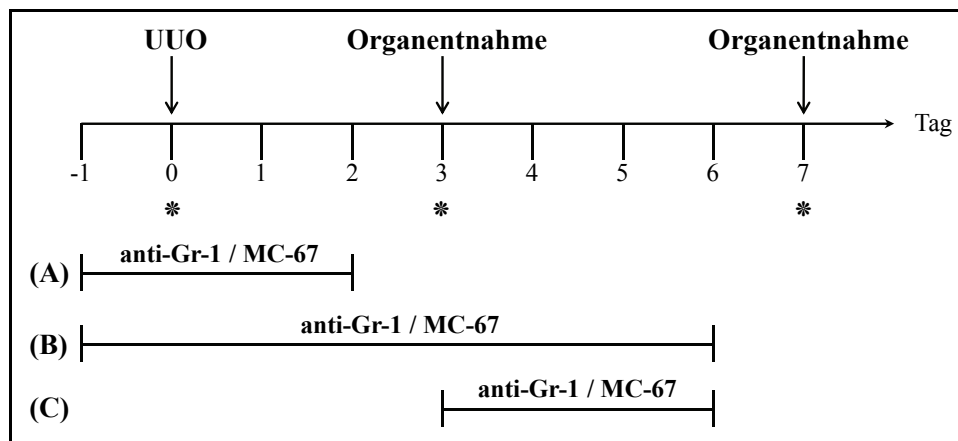 UUO Organentnahme Organentnahme
Tag
-1 0 1 2 3 4 5 6 7
* * *
anti-Gr-1 / MC-67
(A)
anti-Gr-1 / MC-67
(B)
anti-Gr-1 / MC-67
(C)